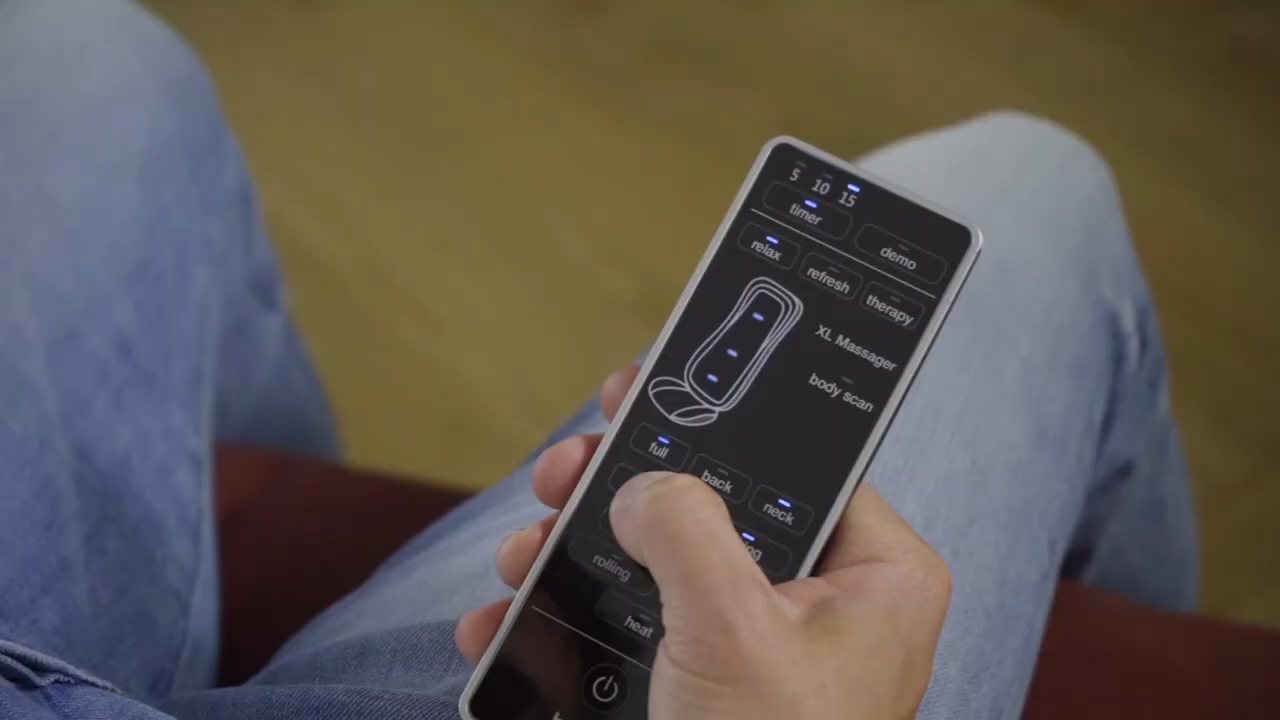 5 10 15
timer
demo
relax refresh therapy
XL Massager
body scan
full back neck
rolling
heat